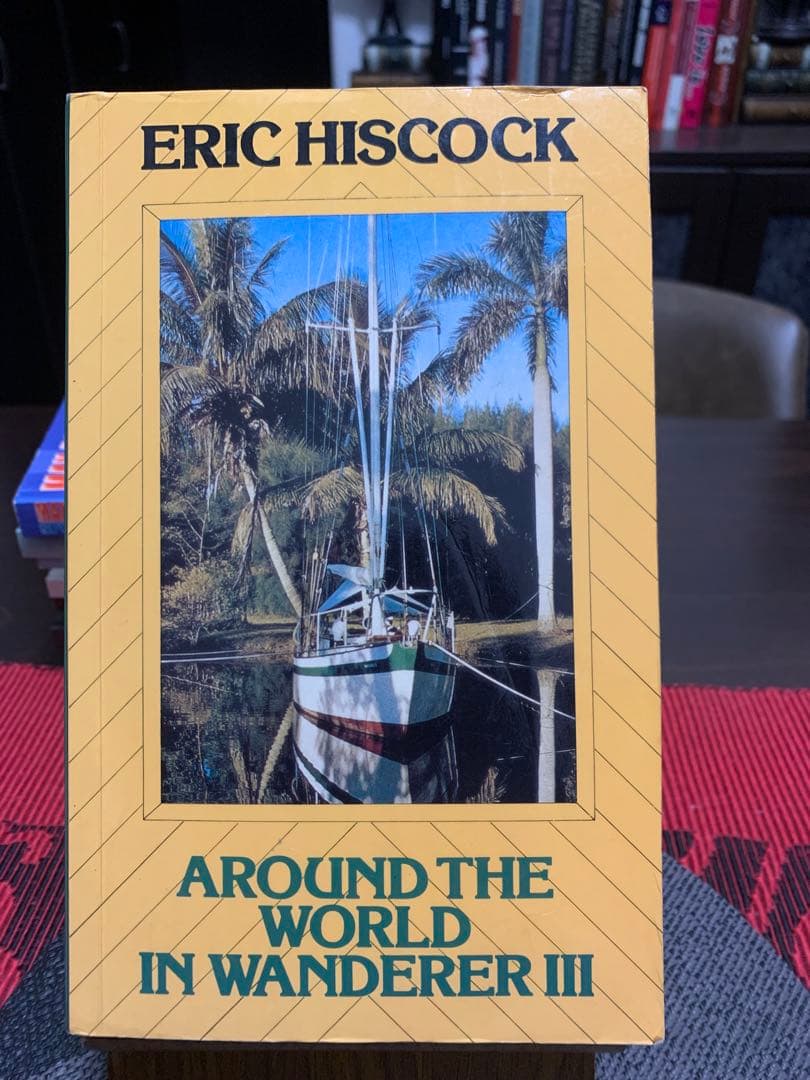 ERIC HISCOCK
AROUND THE
WORLD
IN WANDERER III